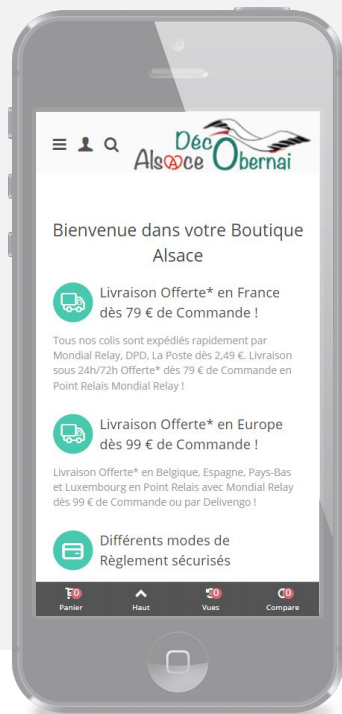 Déco
Alsace Obernai
Bienvenue dans votre Boutique
Alsace
Livraison Offerte* en France
dès 79 € de Commande !
Tous nos colis sont expédiés rapidement par
Mondial Relay, DPD, La Poste dès 2,49 €. Livraison
sous 24h/72h Offerte* dès 79 € de Commande en
Point Relais Mondial Relay !
Livraison Offerte* en Europe
dès 99 € de Commande !
Livraison Offerte* en Belgique, Espagne, Pays-Bas
et Luxembourg en Point Relais avec Mondial Relay
dès 99 € de Commande ou par Delivengo !
Différents modes de
Règlement sécurisés
0 0 0
Panier Haut Vues Compare